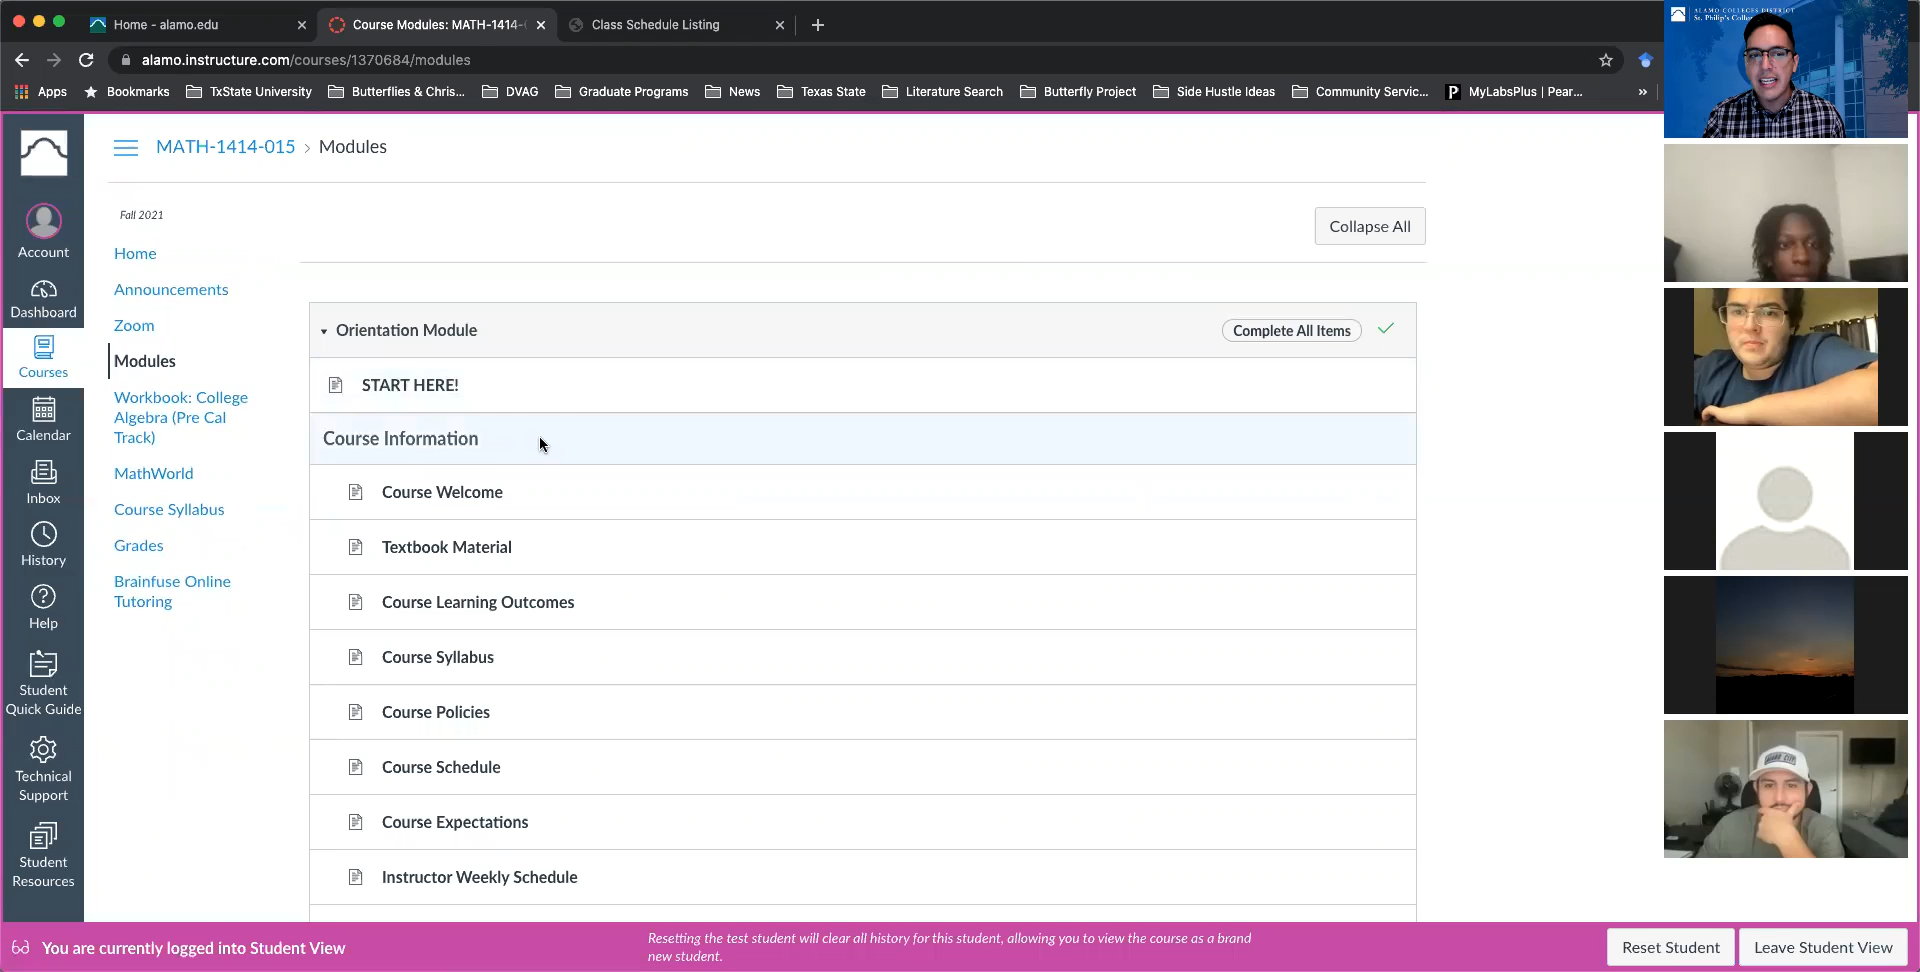 Home - alamo.edu
Course Modules: MATH-1414-
Class Schedule Listing
alamo.instructure.com/courses/1370684/modules
Apps
Bookmarks
TxState University
Butterflies & Chris...
DVAG
Graduate Programs
News
Texas State
Literature Search
Butterfly Project
Side Hustle Ideas
Community Servic...
MyLabsPlus | Pear...
»
ALAMO COLLEGES DISTRICT
MATH-1414-015 › Modules
Fall 2021
Collapse All
Account
Dashboard
Courses
Calendar
Inbox
History
Help
Student
Quick Guide
Technical
Support
Student
Resources
Home
Announcements
Zoom
Modules
Workbook: College
Algebra (Pre Cal
Track)
MathWorld
Course Syllabus
Grades
Brainfuse Online
Tutoring
Orientation Module
Complete All Items
START HERE!
Course Information
Course Welcome
Textbook Material
Course Learning Outcomes
Course Syllabus
Course Policies
Course Schedule
Course Expectations
Instructor Weekly Schedule
You are currently logged into Student View
Resetting the test student will clear all history for this student, allowing you to view the course as a brand
new student.
Reset Student
Leave Student View